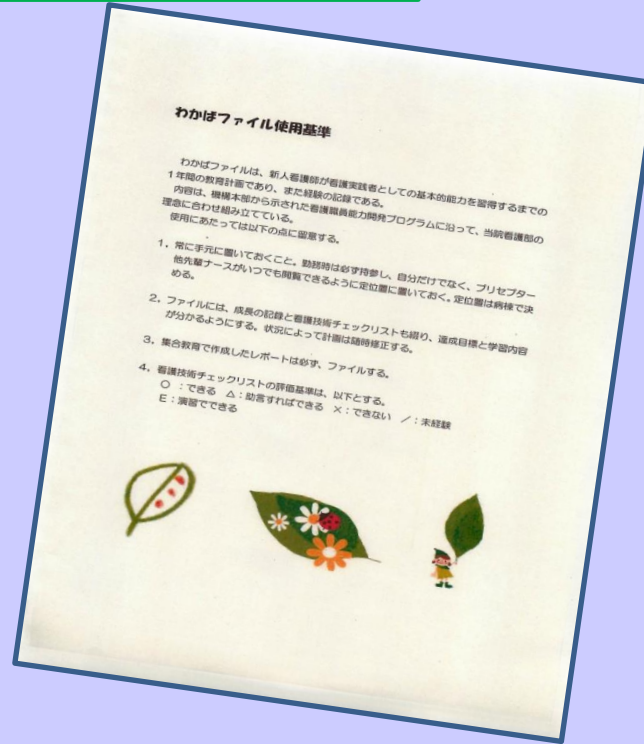 わかばファイル使用基準
わかばファイルは、新人看護師が看護実践者としての基本的能力を習得するまでの
1年間の教育計画であり、また経験の記録である。
内容は、機構本部から示された看護職員能力開発プログラムに沿って、当院看護部の
理念に合わせ組み立てている。
使用にあたっては以下の点に留意する。
1．常に手元に置いておくこと。勤務時は必ず持参し、自分だけでなく、プリセプター
他先輩ナースがいつでも閲覧できるように定位置に置いておく。定位置は病棟で決
める。
2．ファイルには、成長の記録と看護技術チェックリストも綴り、達成目標と学習内容
が分かるようにする。状況によって計画は随時修正する。
3．集合教育で作成したレポートは必ず、ファイルする。
4．看護技術チェックリストの評価基準は、以下とする。
○：できる　△：助言すればできる　×：できない　／：未経験
E：演習でできる